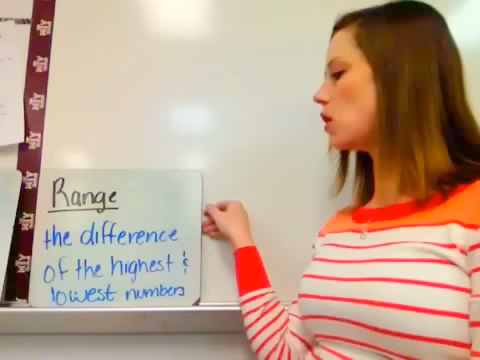 Range
the difference
of the highest &
lowest numbers